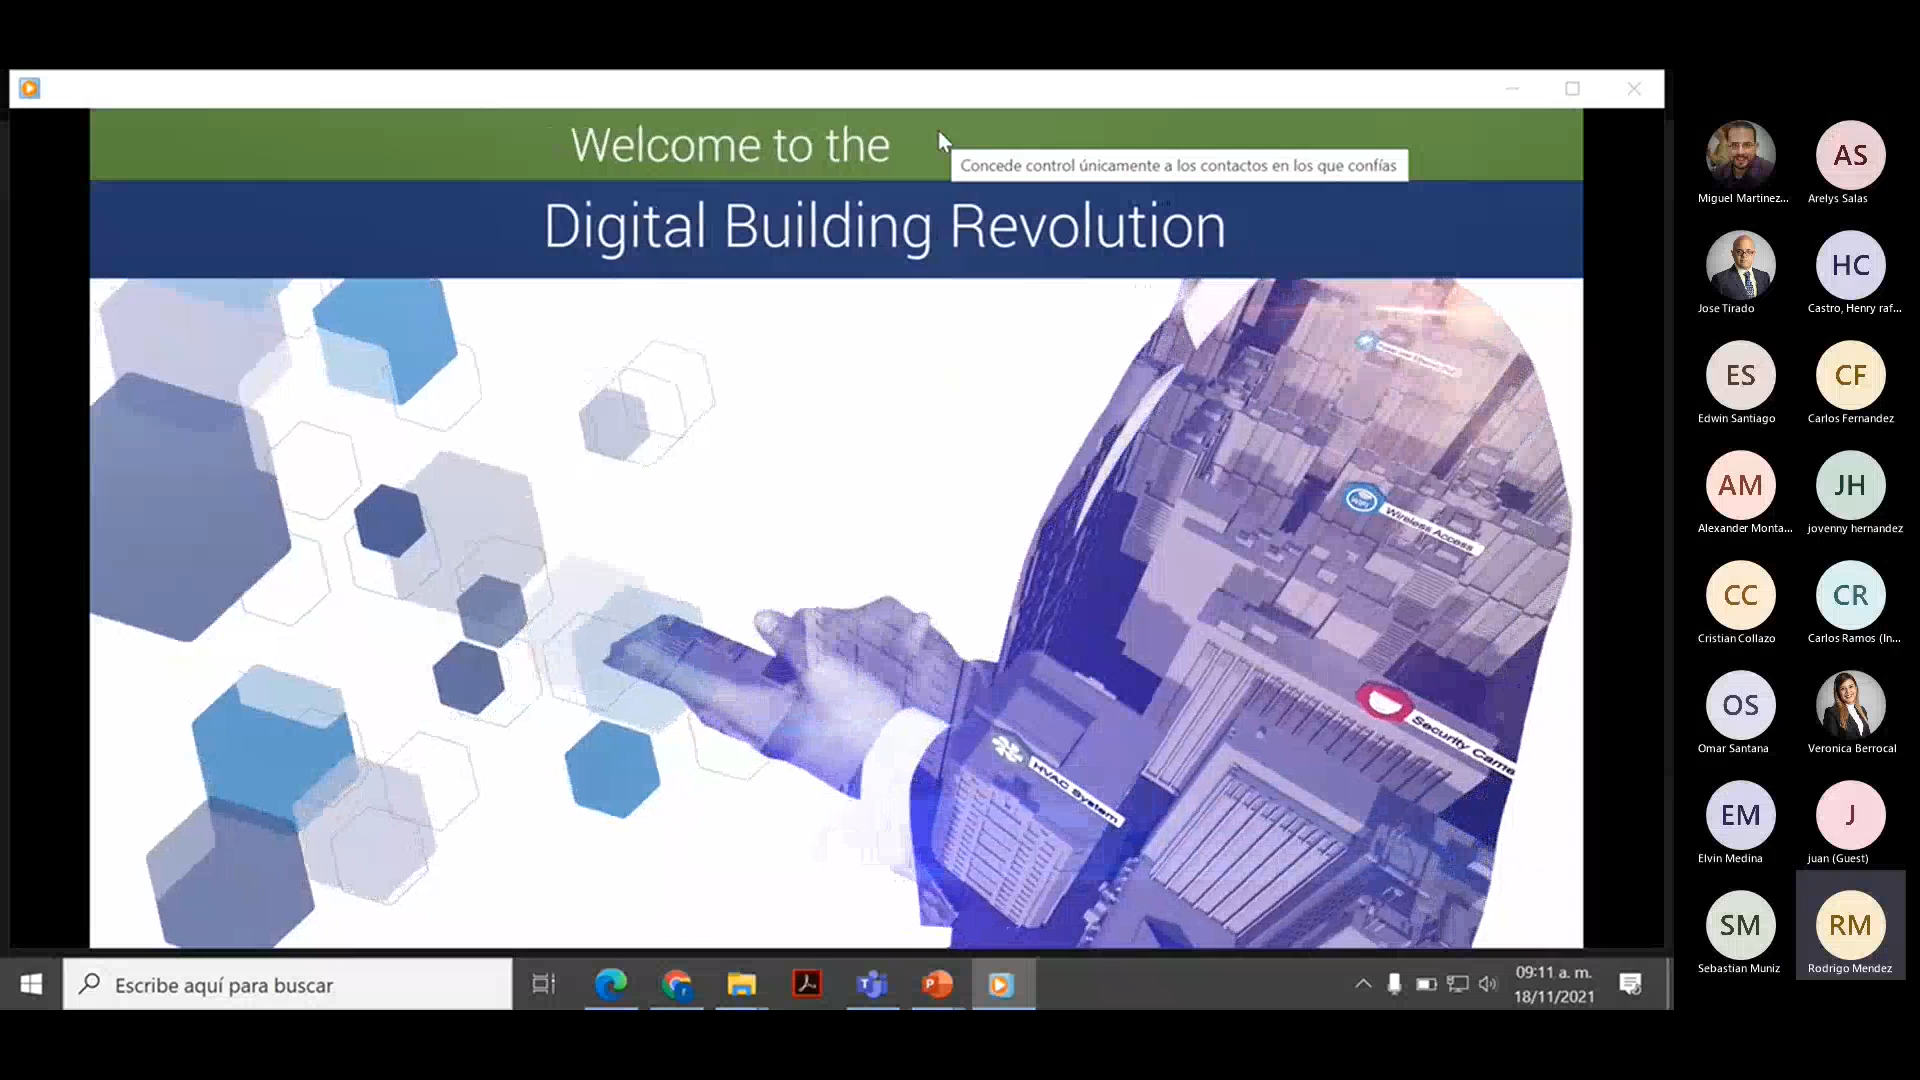 Welcome to the
Concede control únicamente a los contactos en los que confías
Digital Building Revolution
WiFi
Wireless Access
Security Came
HVAC System
AS
Miguel Martinez...
Arelys Salas
HC
Jose Tirado
Castro, Henry raf...
ES
CF
Edwin Santiago
Carlos Fernandez
AM
JH
Alexander Monta...
jovenny hernandez
CC
CR
Cristian Collazo
Carlos Ramos (In...
OS
Omar Santana
Veronica Berrocal
EM
J
Elvin Medina
juan (Guest)
SM
RM
Sebastian Muniz
Rodrigo Mendez
Escribe aquí para buscar
09:11 a. m.
18/11/2021